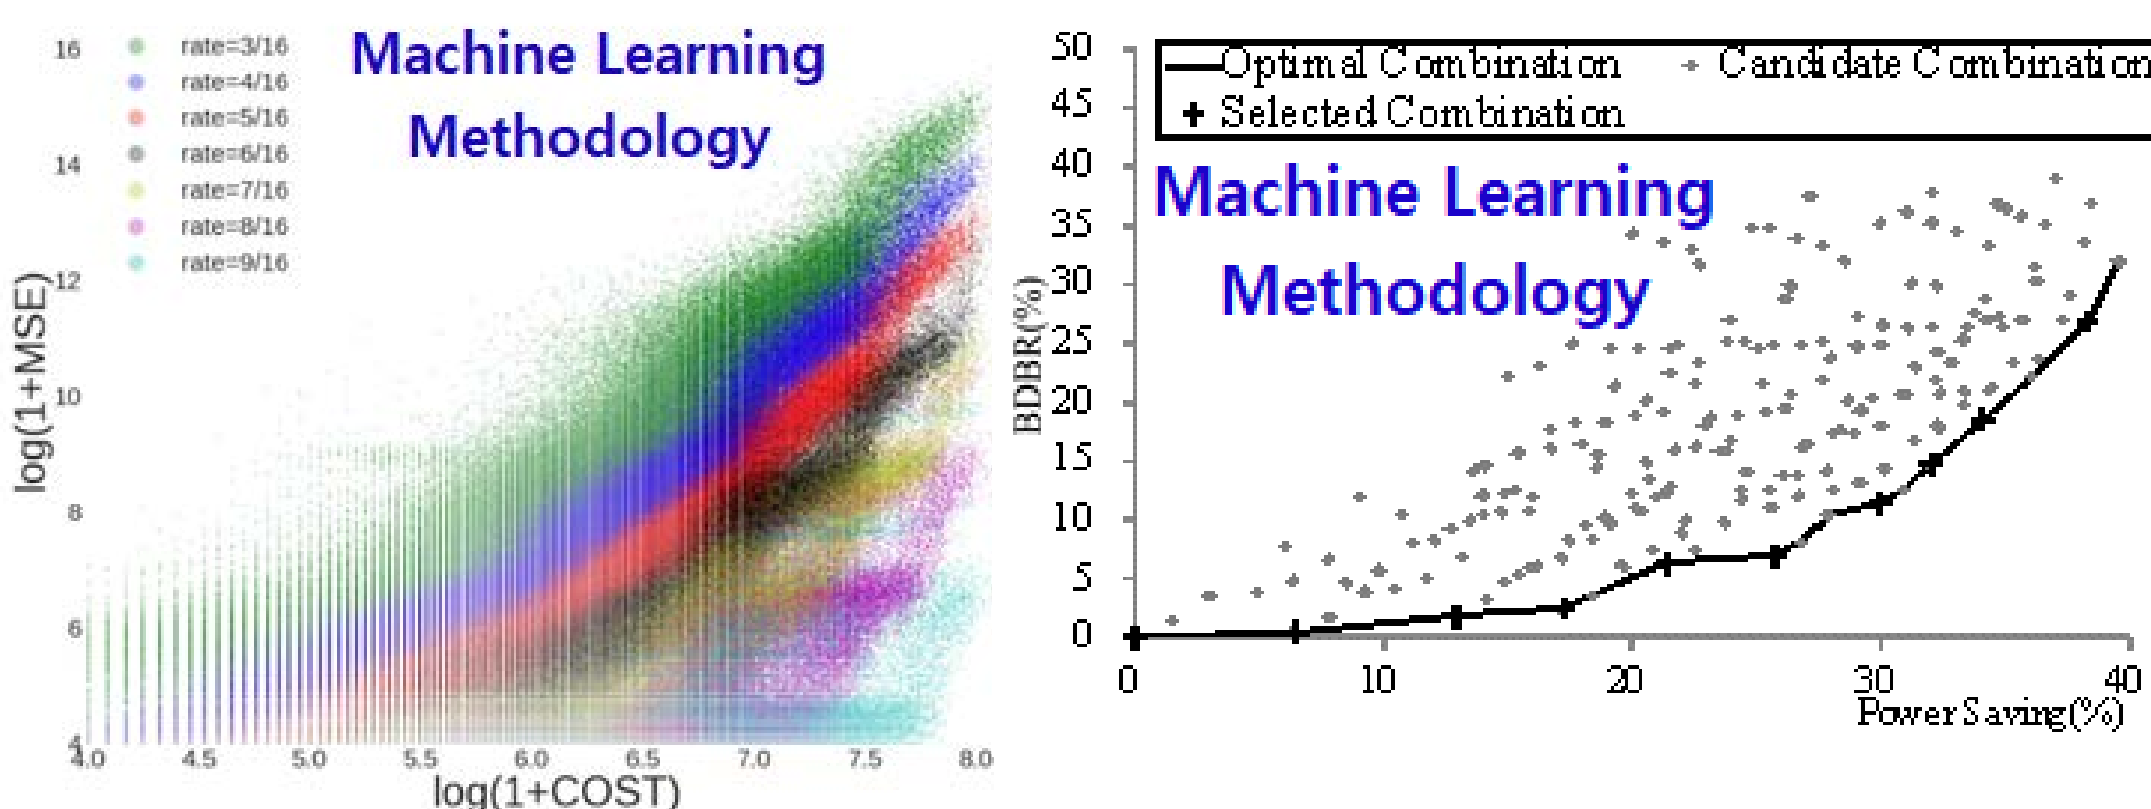 Machine Learning
Methodology
16
14
12
10
8
6
4
rate=3/16
rate=4/16
rate=5/16
rate=6/16
rate=7/16
rate=8/16
rate=9/16
log(1+MSE)
4.0 4.5 5.0 5.5 6.0 6.5 7.0 7.5 8.0
log(1+COST)
50
45
40
35
30
25
20
15
10
5
0
Optimal Combination Candidate Combination
Selected Combination
Machine Learning
Methodology
BDBR(%)
0 10 20 30 40
Power Saving(%)